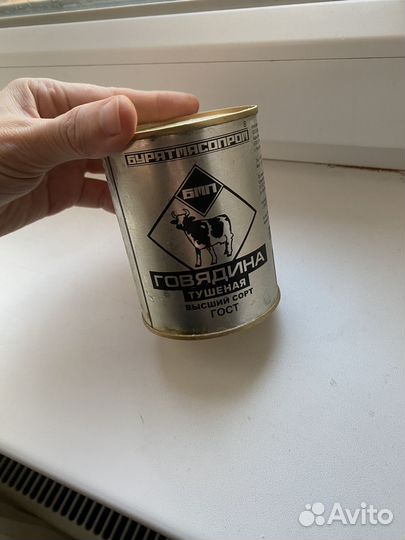 БУРЯТМЯСОПРОМ
БМП
ГОВЯДИНА
ТУШЕНАЯ
ВЫСШИЙ СОРТ
ГОСТ
Avito